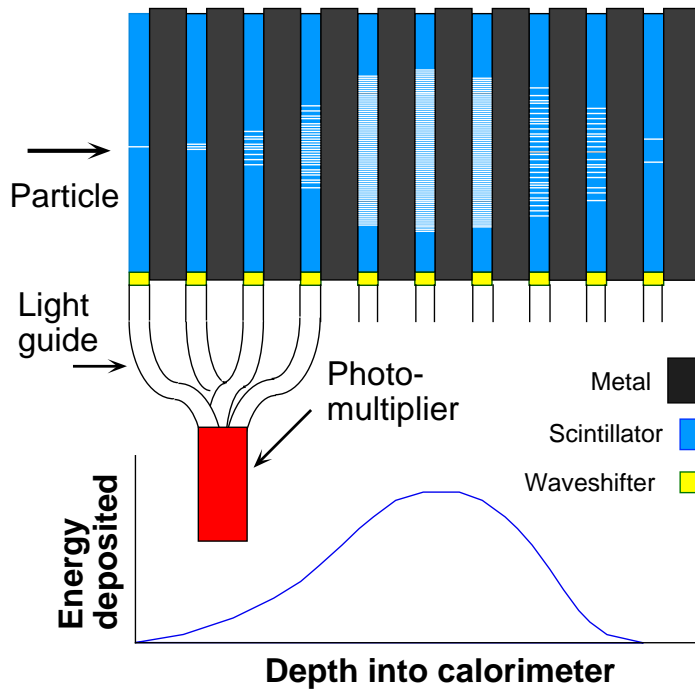 Particle
Light
guide
Photo-
multiplier
Metal
Scintillator
Waveshifter
Energy
deposited
Depth into calorimeter